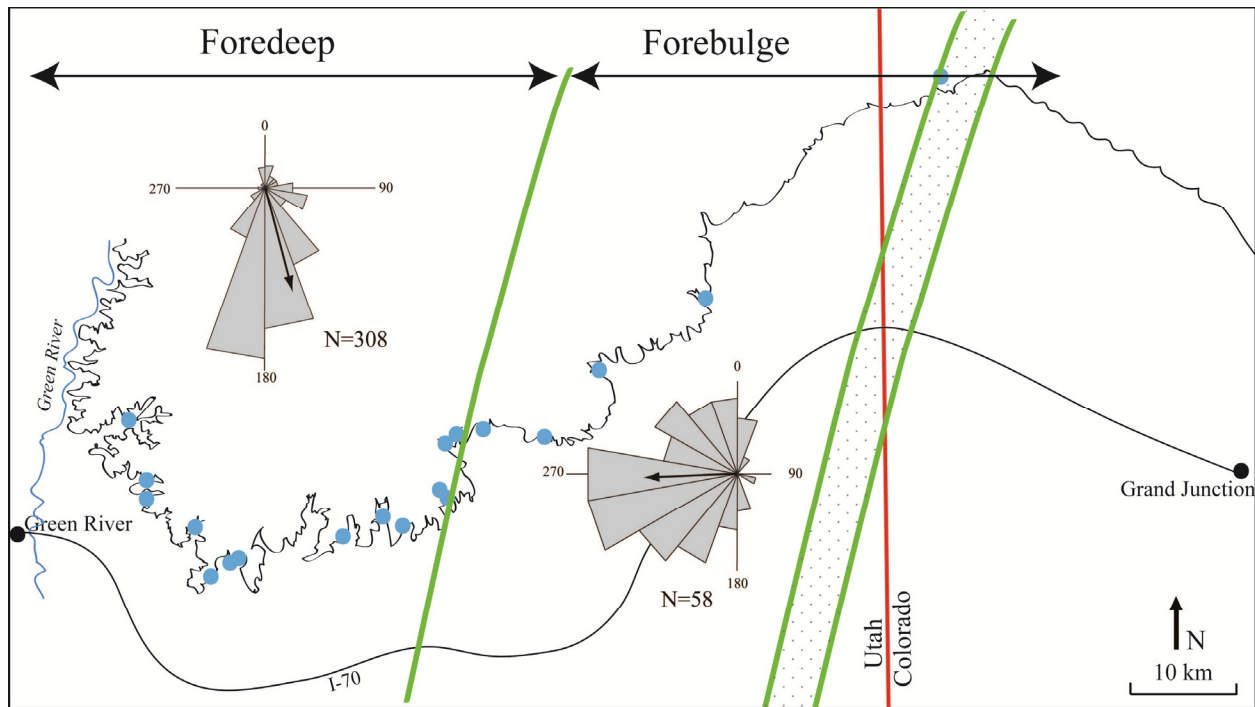 Foredeep
Forebulge
0
270
90
N=308
180
Green River
0
270
90
Grand Junction
Green River
180
N=58
Utah
Colorado
N
I-70
10 km